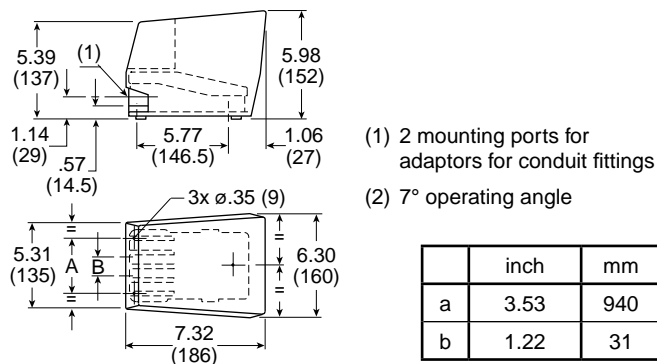 5.39
(137)
(1)
5.98
(152)
1.14
(29)
.57
(14.5)
5.77
(146.5)
1.06
(27)
(1) 2 mounting ports for
adaptors for conduit fittings
(2) 7° operating angle
3x ø.35 (9)
=
5.31
(135)
A
B
=
=
6.30
(160)
=
7.32
(186)
inch mm
a 3.53 940
b 1.22 31